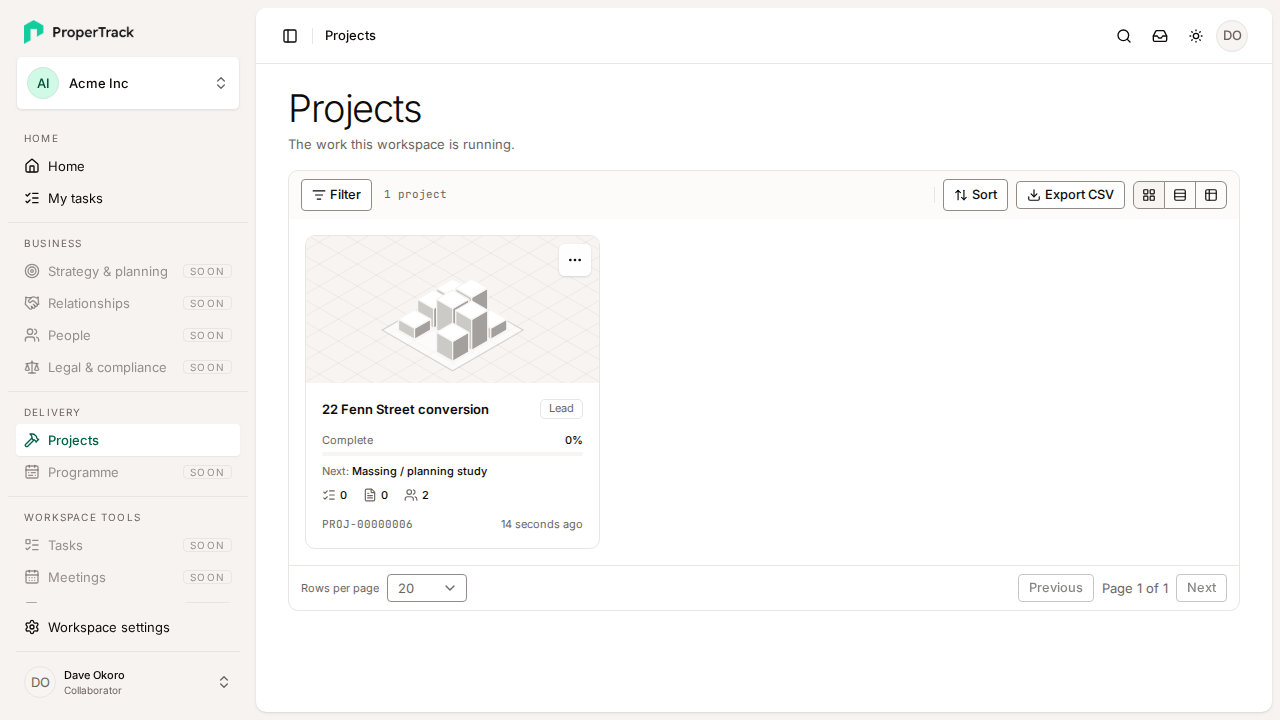 ProperTrack
AI
Acme Inc
HOME
Home
My tasks
BUSINESS
Strategy & planning SOON
Relationships SOON
People SOON
Legal & compliance SOON
DELIVERY
Projects
Programme SOON
WORKSPACE TOOLS
Tasks SOON
Meetings SOON
Workspace settings
DO
Dave Okoro
Collaborator
Projects
DO
Projects
The work this workspace is running.
Filter 1 project Sort Export CSV
22 Fenn Street conversion Lead
Complete 0%
Next: Massing / planning study
0 0 2
PROJ-00000006 14 seconds ago
Rows per page 20 Previous Page 1 of 1 Next